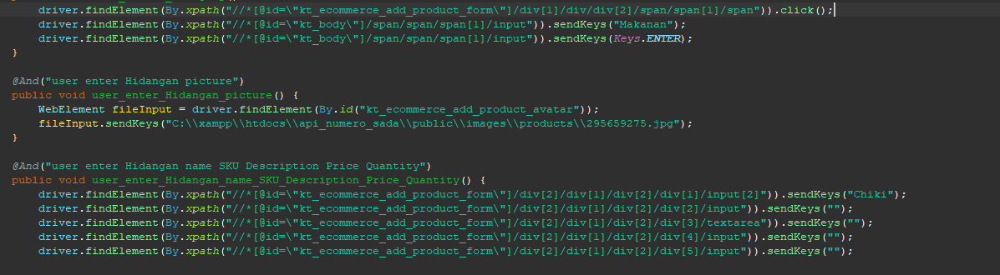 driver.findElement(By.xpath("//*[@id=\"kt_ecommerce_add_product_form\"]/div[1]/div/div[2]/span/span[1]/span")).click();
driver.findElement(By.xpath("//*[@id=\"kt_body\"]/span/span/span[1]/input")).sendKeys("Makanan");
driver.findElement(By.xpath("//*[@id=\"kt_body\"]/span/span/span[1]/input")).sendKeys(Keys.ENTER);
}
@And("user enter Hidangan picture")
public void user_enter_Hidangan_picture() {
WebElement fileInput = driver.findElement(By.id("kt_ecommerce_add_product_avatar"));
fileInput.sendKeys("C:\\xampp\\htdocs\\api_numero_sada\\public\\images\\products\\295659275.jpg");
}
@And("user enter Hidangan name SKU Description Price Quantity")
public void user_enter_Hidangan_name_SKU_Description_Price_Quantity() {
driver.findElement(By.xpath("//*[@id=\"kt_ecommerce_add_product_form\"]/div[2]/div[1]/div[2]/div[1]/input[2]")).sendKeys("Chiki");
driver.findElement(By.xpath("//*[@id=\"kt_ecommerce_add_product_form\"]/div[2]/div[1]/div[2]/div[2]/input")).sendKeys("");
driver.findElement(By.xpath("//*[@id=\"kt_ecommerce_add_product_form\"]/div[2]/div[1]/div[2]/div[3]/textarea")).sendKeys("");
driver.findElement(By.xpath("//*[@id=\"kt_ecommerce_add_product_form\"]/div[2]/div[1]/div[2]/div[4]/input")).sendKeys("");
driver.findElement(By.xpath("//*[@id=\"kt_ecommerce_add_product_form\"]/div[2]/div[1]/div[2]/div[5]/input")).sendKeys("");